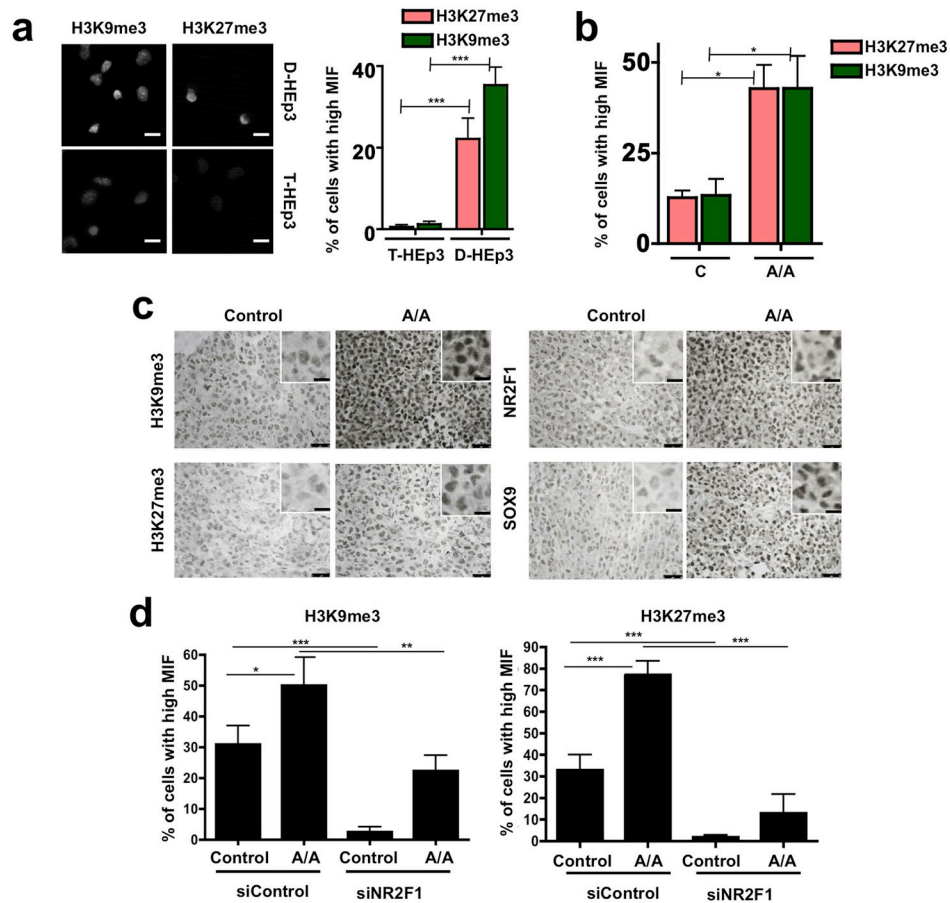 a
H3K9me3 H3K27me3
D-HEp3
T-HEp3
H3K27me3
H3K9me3
% of cells with high MIF
40
20
0
***
***
T-HEp3 D-HEp3
b
H3K27me3
H3K9me3
% of cells with high MIF
50
25
0
*
*
C A/A
c
Control A/A Control A/A
H3K9me3
NR2F1
H3K27me3
SOX9
d
H3K9me3
% of cells with high MIF
60
50
40
30
20
10
0
***
**
*
Control A/A Control A/A
siControl siNR2F1
H3K27me3
% of cells with high MIF
90
80
70
60
50
40
30
20
10
0
***
***
***
Control A/A Control A/A
siControl siNR2F1